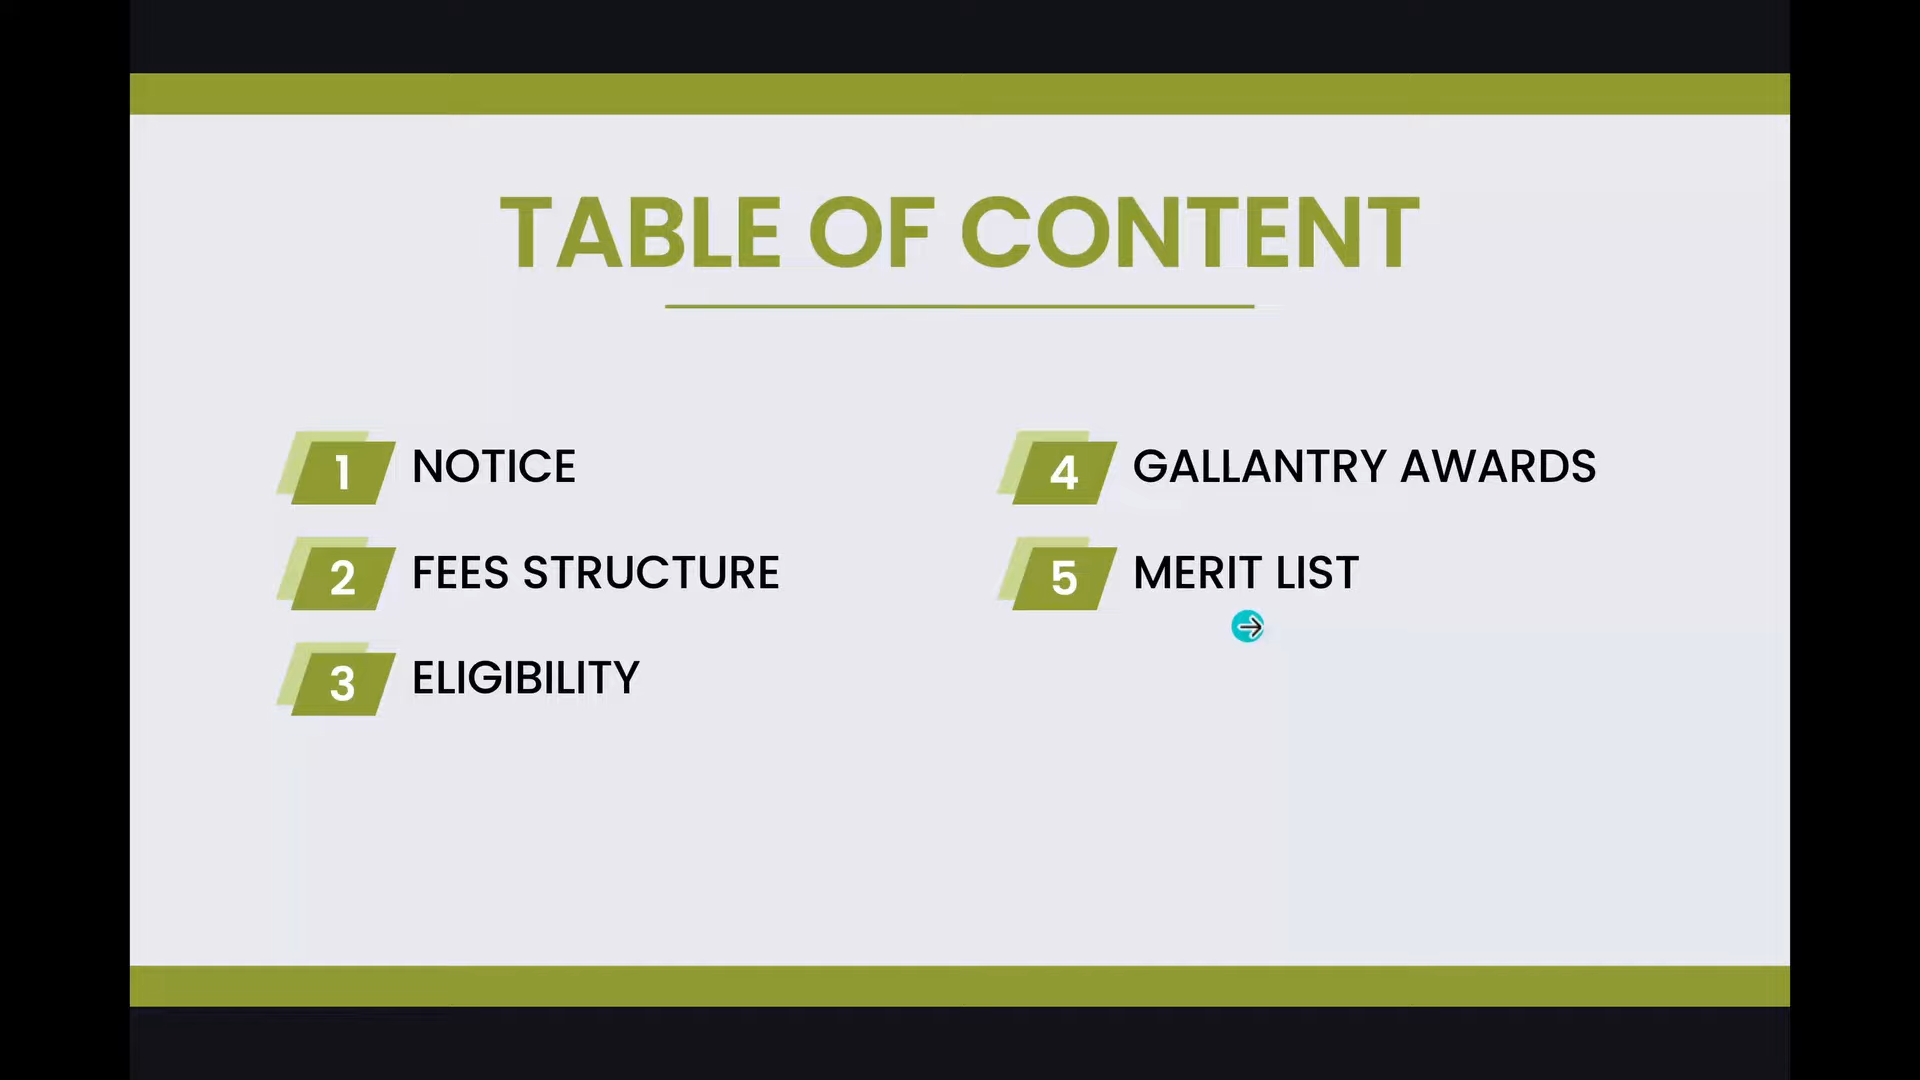 TABLE OF CONTENT
1 NOTICE
2 FEES STRUCTURE
3 ELIGIBILITY
4 GALLANTRY AWARDS
5 MERIT LIST